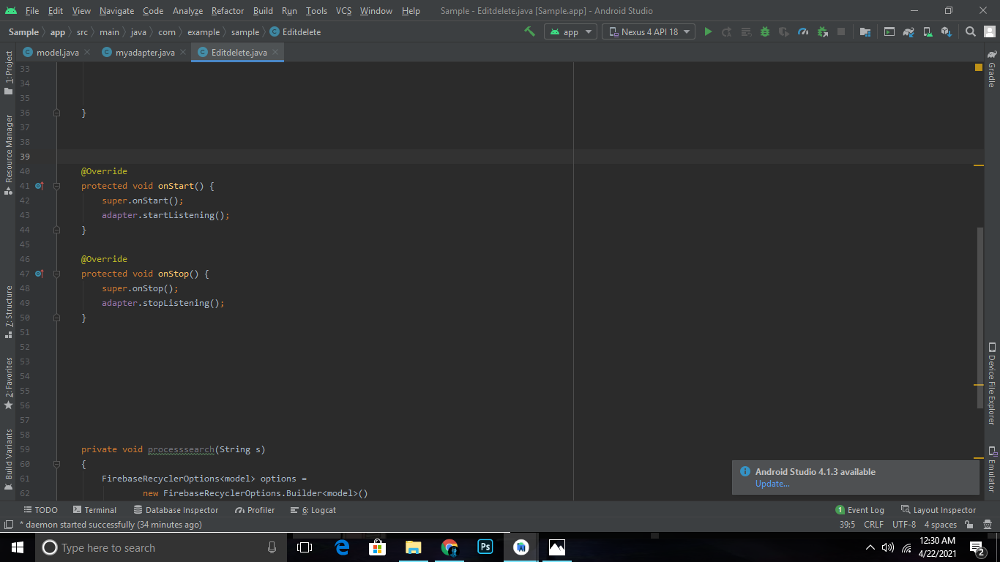 File Edit View Navigate Code Analyze Refactor Build Run Tools VCS Window Help Sample - Editdelete.java [Sample.app] - Android Studio
Sample app src main java com example sample Editdelete app Nexus 4 API 18
model.java myadapter.java Editdelete.java
1: Project
Resource Manager
7: Structure
2: Favorites
Build Variants
33
34
35
36 }
37
38
39
40 @Override
41 protected void onStart() {
42 super.onStart();
43 adapter.startListening();
44 }
45
46 @Override
47 protected void onStop() {
48 super.onStop();
49 adapter.stopListening();
50 }
51
52
53
54
55
56
57
58
59 private void processsearch(String s)
60 {
61 FirebaseRecyclerOptions<model> options =
62 new FirebaseRecyclerOptions.Builder<model>()
Gradle
Device File Explorer
Emulator
Android Studio 4.1.3 available
Update...
TODO Terminal Database Inspector Profiler 6: Logcat 1 Event Log Layout Inspector
* daemon started successfully (34 minutes ago) 39:5 CRLF UTF-8 4 spaces
Type here to search Ps 12:30 AM
4/22/2021 2